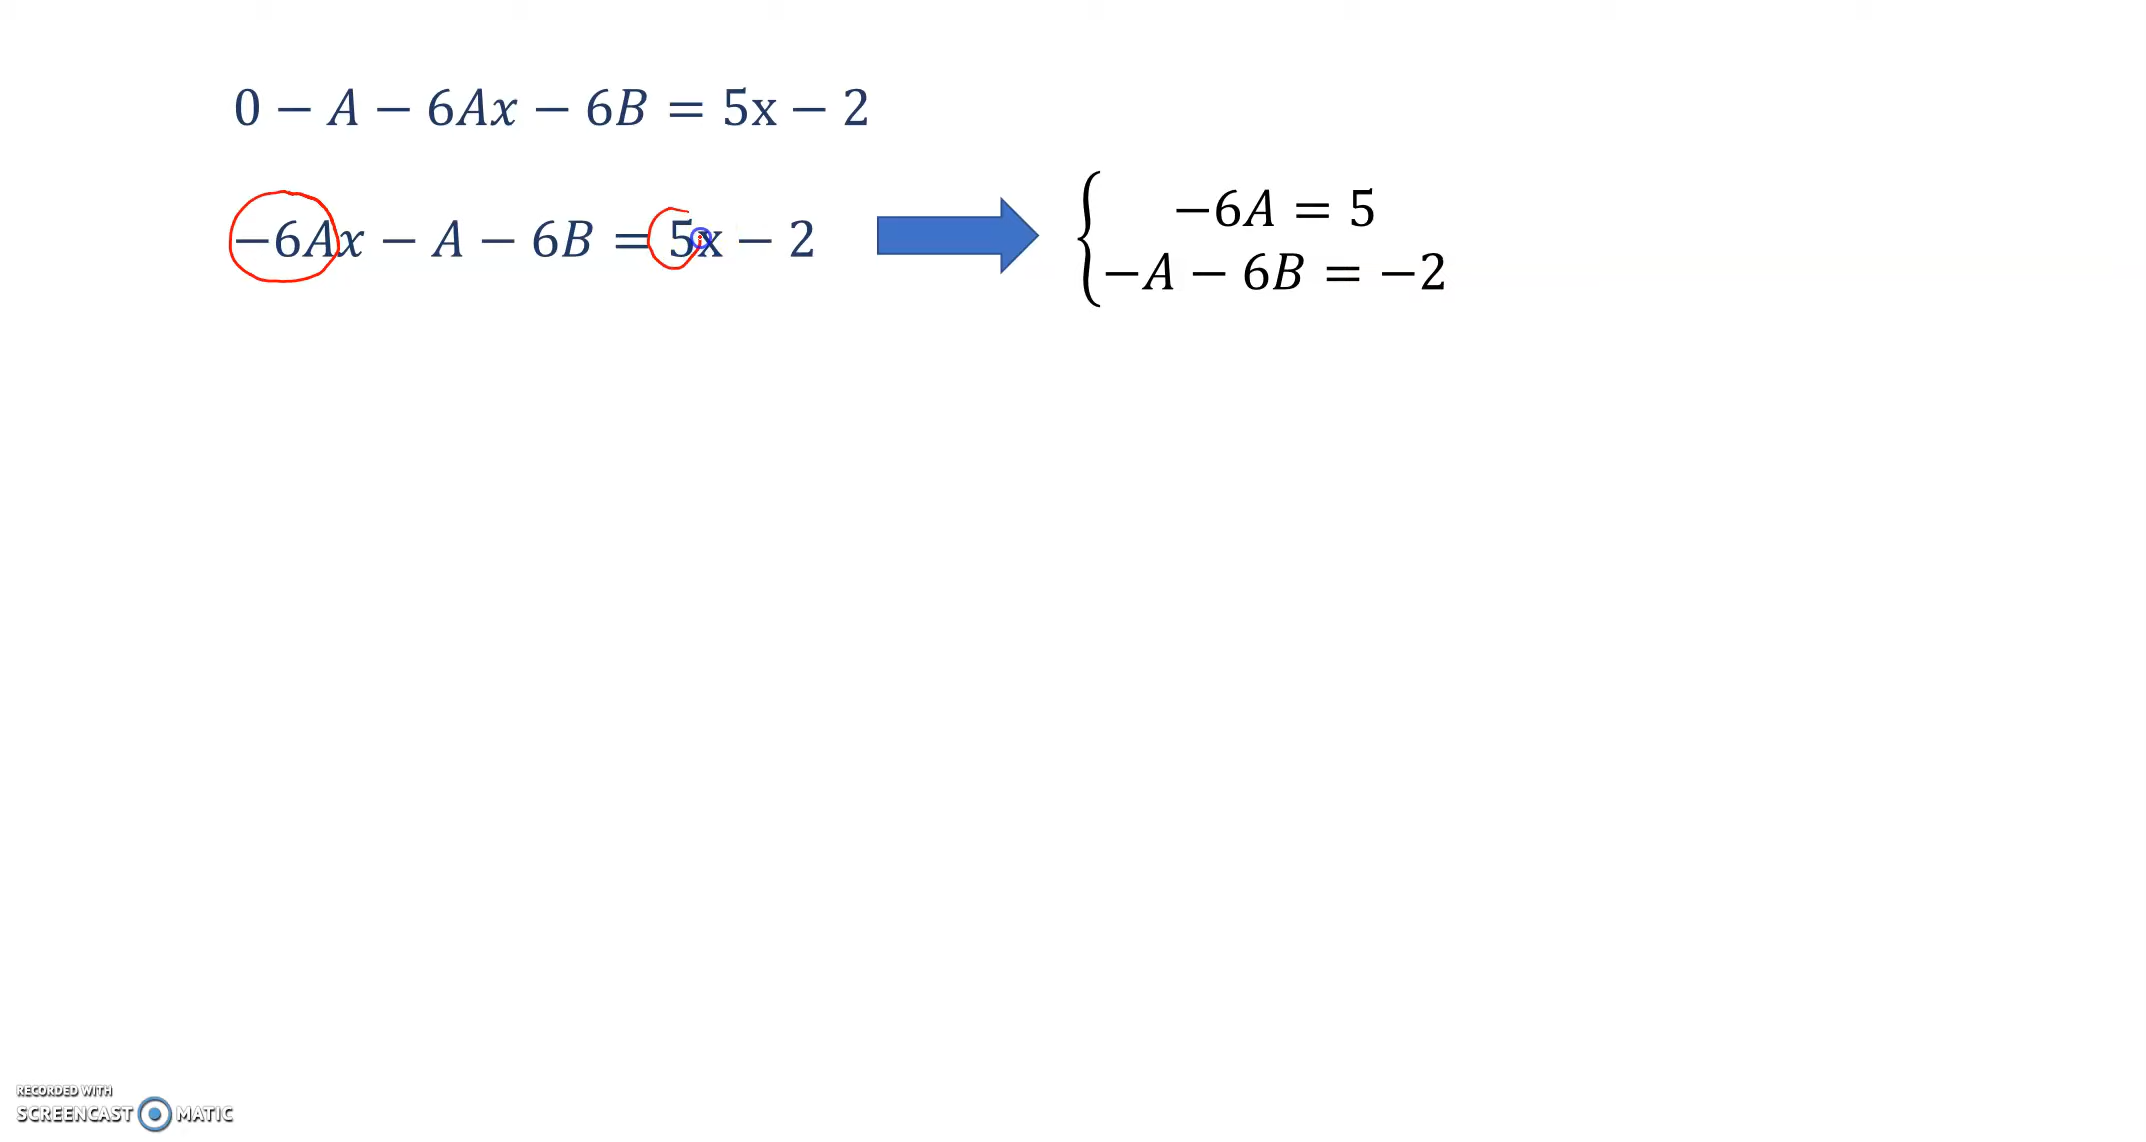 0 − A − 6Ax − 6B = 5x − 2
−6Ax − A − 6B = 5x − 2
−6A = 5
−A − 6B = −2
RECORDED WITH
SCREENCAST MATIC